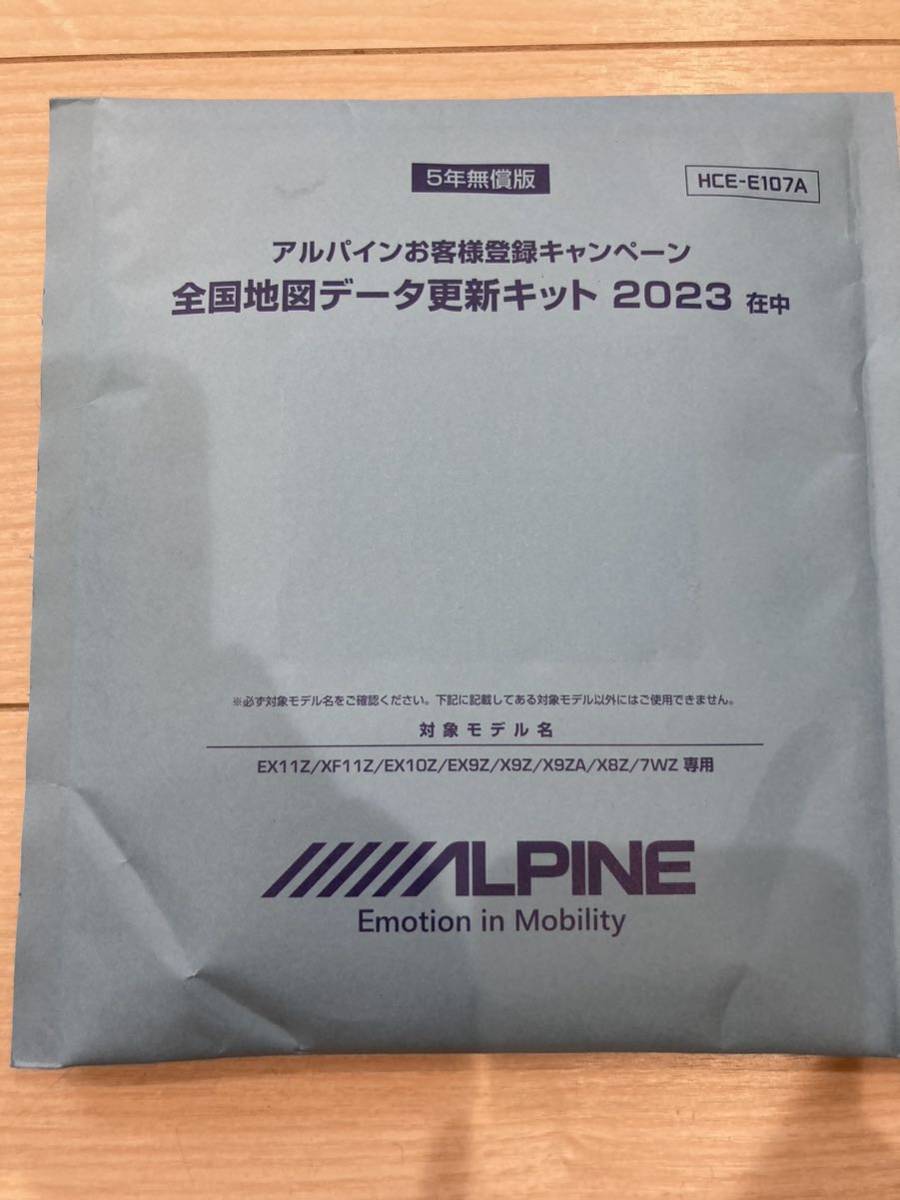 5年無償版
HCE-E107A
アルパインお客様登録キャンペーン
全国地図データ更新キット 2023 在中
※必ず対象モデル名をご確認ください。下記に記載してある対象モデル以外にはご使用できません。
対象モデル名
EX11Z/XF11Z/EX10Z/EX9Z/X9Z/X9ZA/X8Z/7WZ 専用
ALPINE
Emotion in Mobility